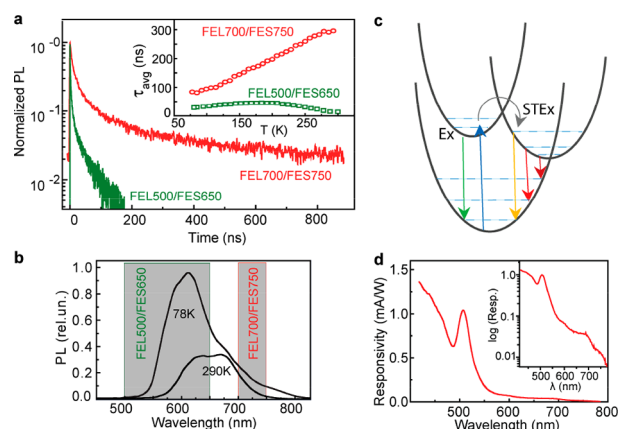 a
Normalized PL
10⁻⁰
10⁻¹
10⁻²
0 200 400 600 800
Time (ns)
FEL700/FES750
FEL500/FES650
τavg (ns)
300
200
100
0
50 150 250
T (K)
FEL700/FES750
FEL500/FES650
b
PL (rel.un.)
1.0
0.8
0.6
0.4
0.2
0.0
FEL500/FES650
78K
290K
FEL700/FES750
500 600 700 800
Wavelength (nm)
c
Ex
STEx
d
Responsivity (mA/W)
1.5
1.0
0.5
0.0
500 600 700 800
Wavelength (nm)
log (Resp.)
1.0
0.1
0.01
500 600 700
λ (nm)